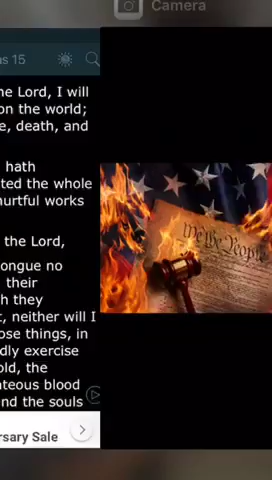 Camera
s 15
he Lord, I will
on the world;
e, death, and
hath
ted the whole
hurtful works
the Lord,
ongue no
their
h they
t, neither will I
ose things, in
dly exercise
old, the
hteous blood
nd the souls
rsary Sale
We the People